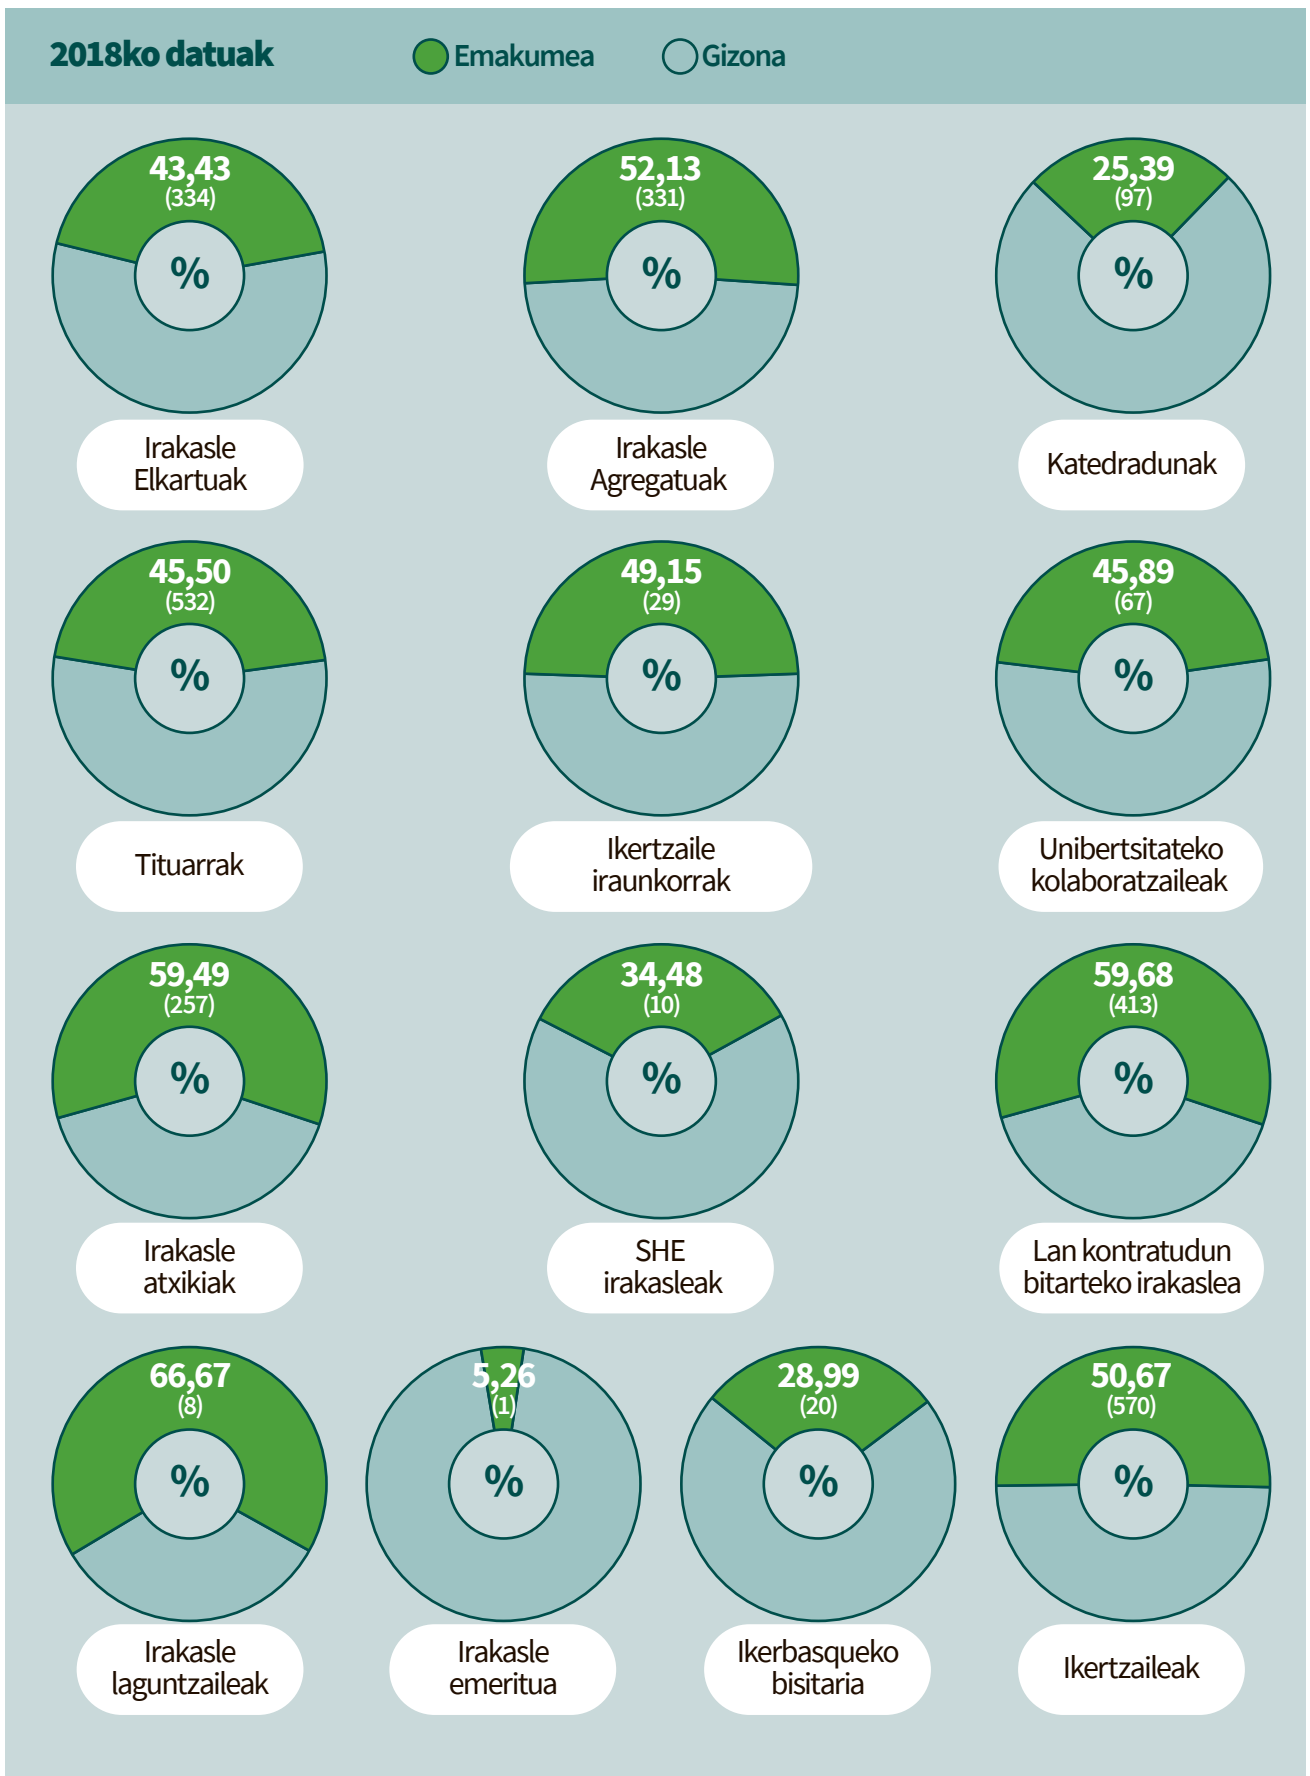 2018ko datuak
Emakumea
Gizona
43,43
(334)
%
Irakasle
Elkartuak
52,13
(331)
%
Irakasle
Agregatuak
25,39
(97)
%
Katedradunak
45,50
(532)
%
Tituarrak
49,15
(29)
%
Ikertzaile
iraunkorrak
45,89
(67)
%
Unibertsitateko
kolaboratzaileak
59,49
(257)
%
Irakasle
atxikiak
34,48
(10)
%
SHE
irakasleak
59,68
(413)
%
Lan kontratudun
bitarteko irakaslea
66,67
(8)
%
Irakasle
laguntzaileak
5,26
(1)
%
Irakasle
emeritua
28,99
(20)
%
Ikerbasqueko
bisitaria
50,67
(570)
%
Ikertzaileak